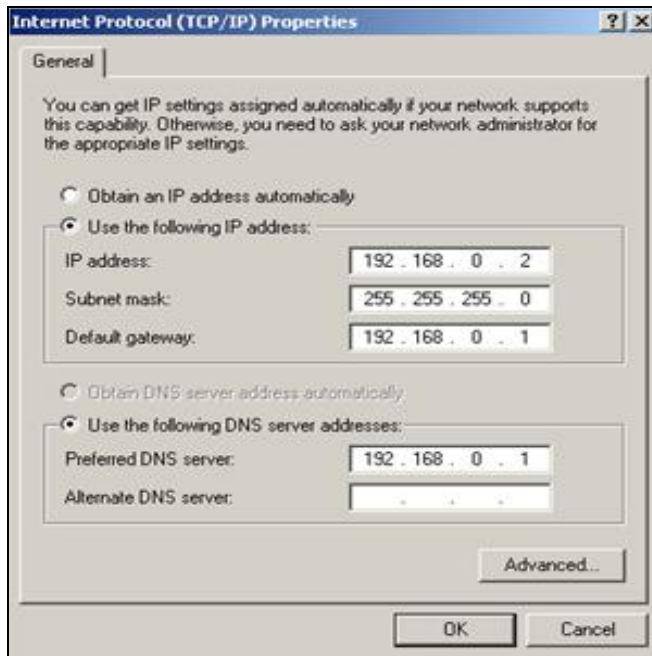 Internet Protocol (TCP/IP) Properties
General
You can get IP settings assigned automatically if your network supports
this capability. Otherwise, you need to ask your network administrator for
the appropriate IP settings.
Obtain an IP address automatically
Use the following IP address:
IP address: 192 . 168 . 0 . 2
Subnet mask: 255 . 255 . 255 . 0
Default gateway: 192 . 168 . 0 . 1
Obtain DNS server address automatically
Use the following DNS server addresses:
Preferred DNS server: 192 . 168 . 0 . 1
Alternate DNS server: . . .
Advanced...
OK Cancel